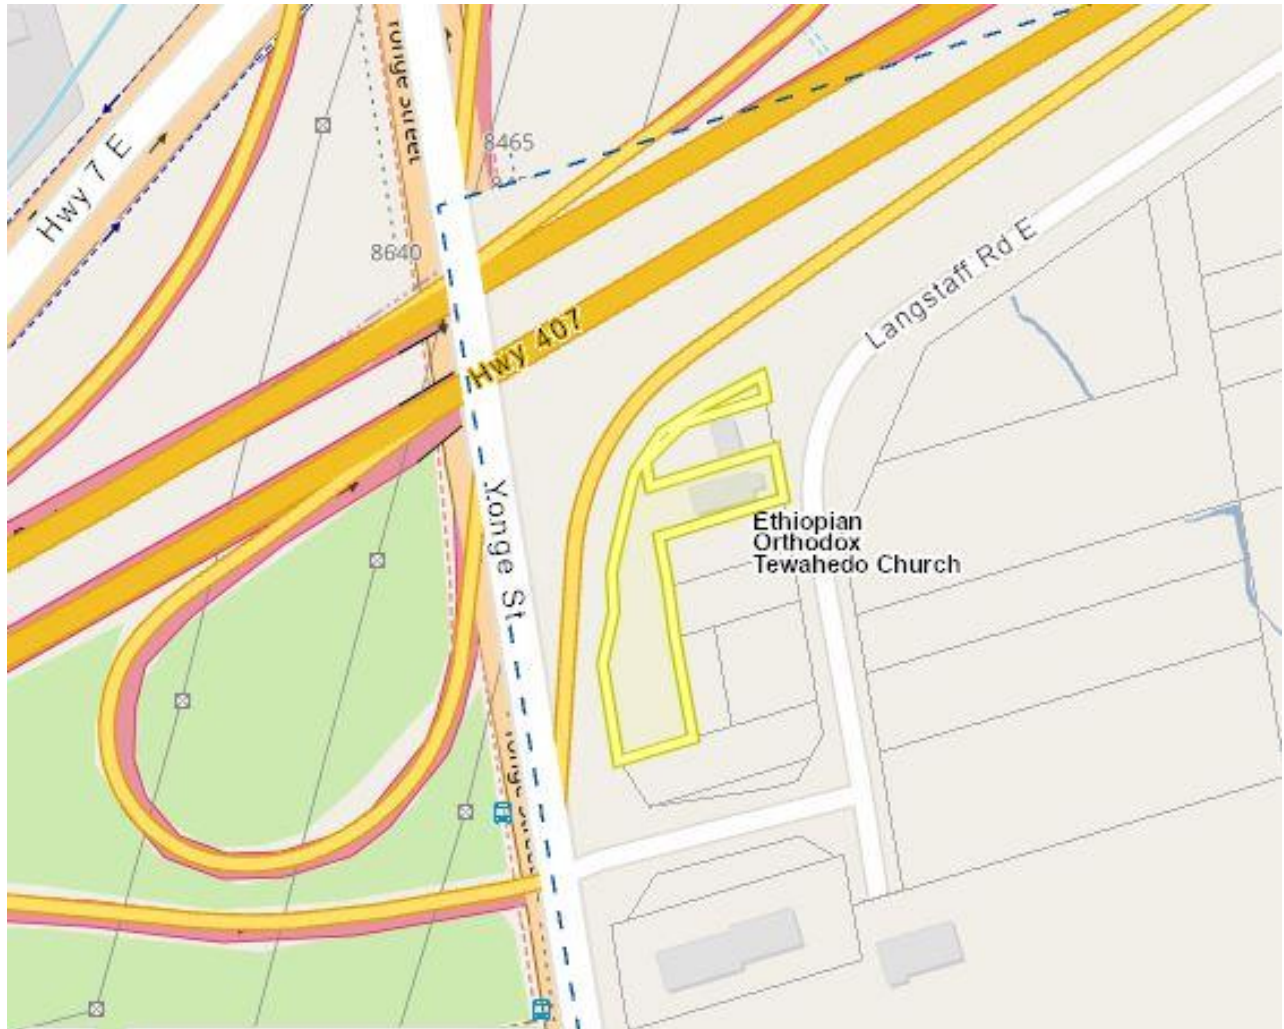 Yonge Street
8465
Hwy 7 E
8640
Langstaff Rd E
Hwy 407
Yonge St
Ethiopian
Orthodox
Tewahedo Church